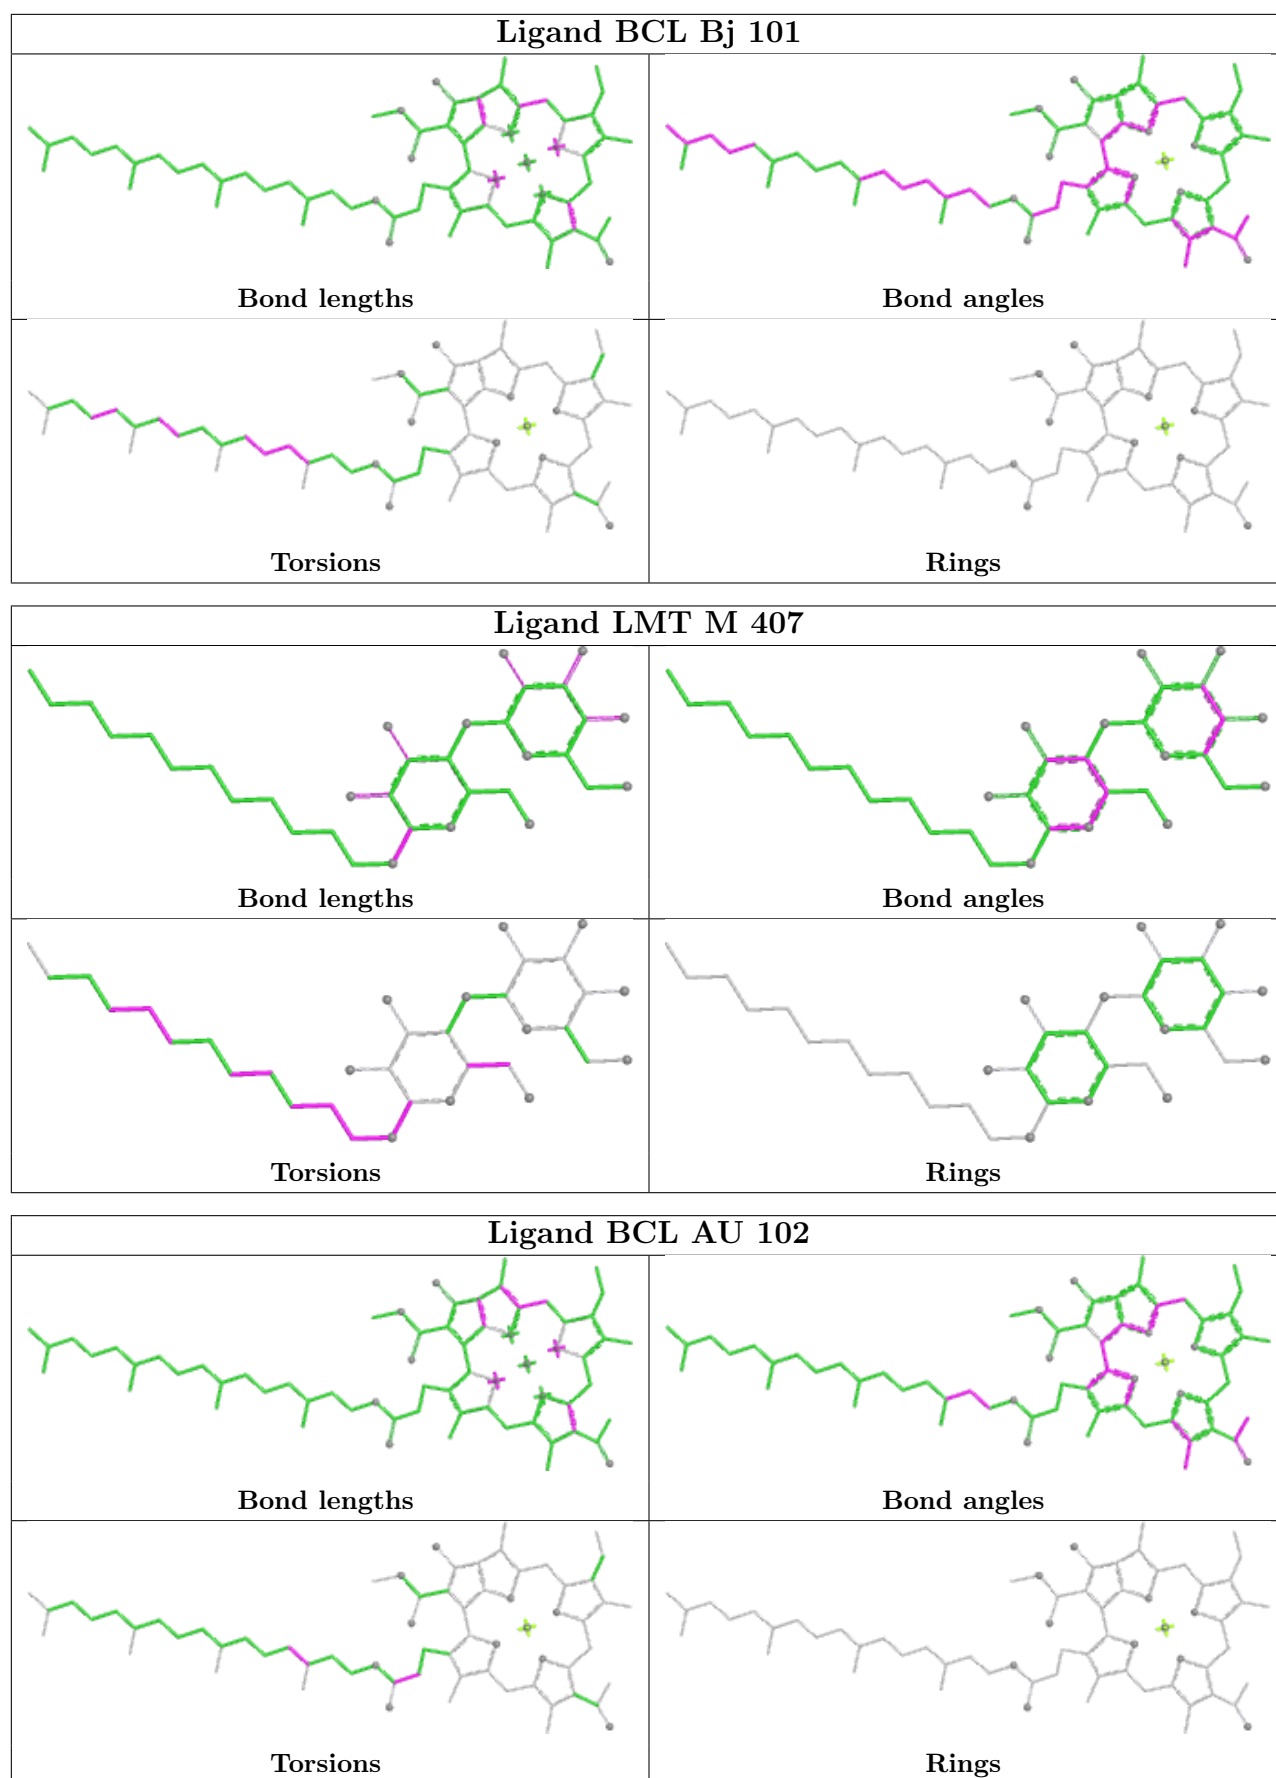 Ligand BCL Bj 101
Bond lengths
Bond angles
Torsions
Rings
Ligand LMT M 407
Bond lengths
Bond angles
Torsions
Rings
Ligand BCL AU 102
Bond lengths
Bond angles
Torsions
Rings